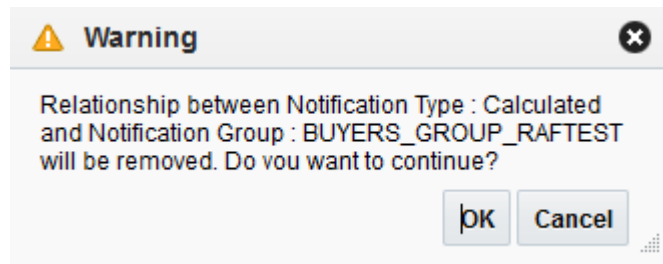 Warning
Relationship between Notification Type : Calculated
and Notification Group : BUYERS_GROUP_RAFTEST
will be removed. Do you want to continue?
OK Cancel